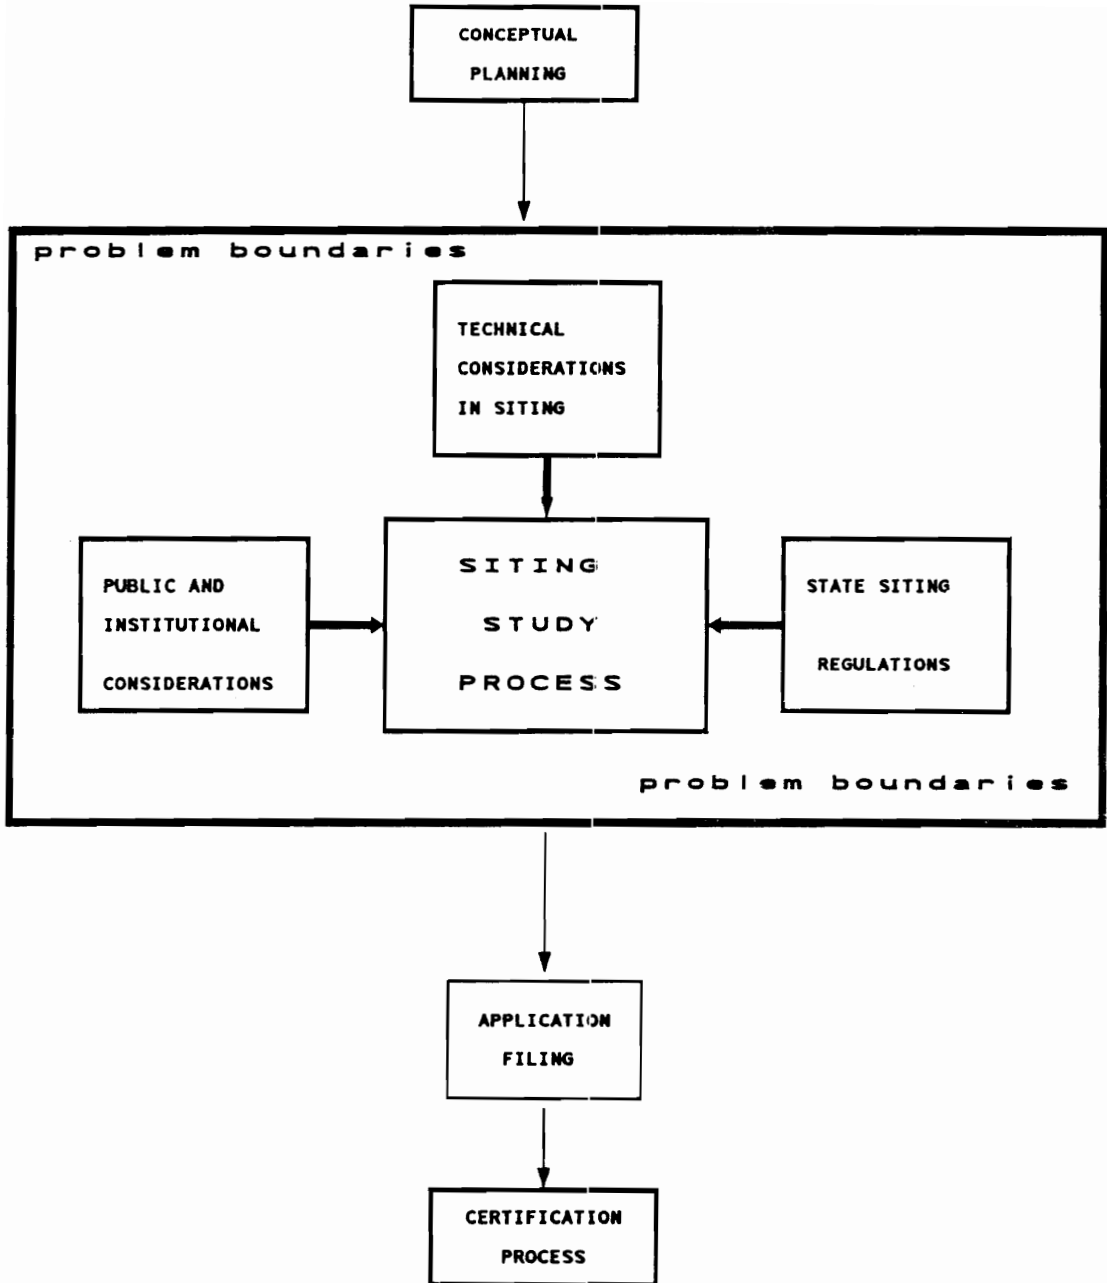 CONCEPTUAL
PLANNING
problem boundaries
TECHNICAL
CONSIDERATIONS
IN SITING
PUBLIC AND
INSTITUTIONAL
CONSIDERATIONS
SITING
STUDY
PROCESS
STATE SITING
REGULATIONS
problem boundaries
APPLICATION
FILING
CERTIFICATION
PROCESS